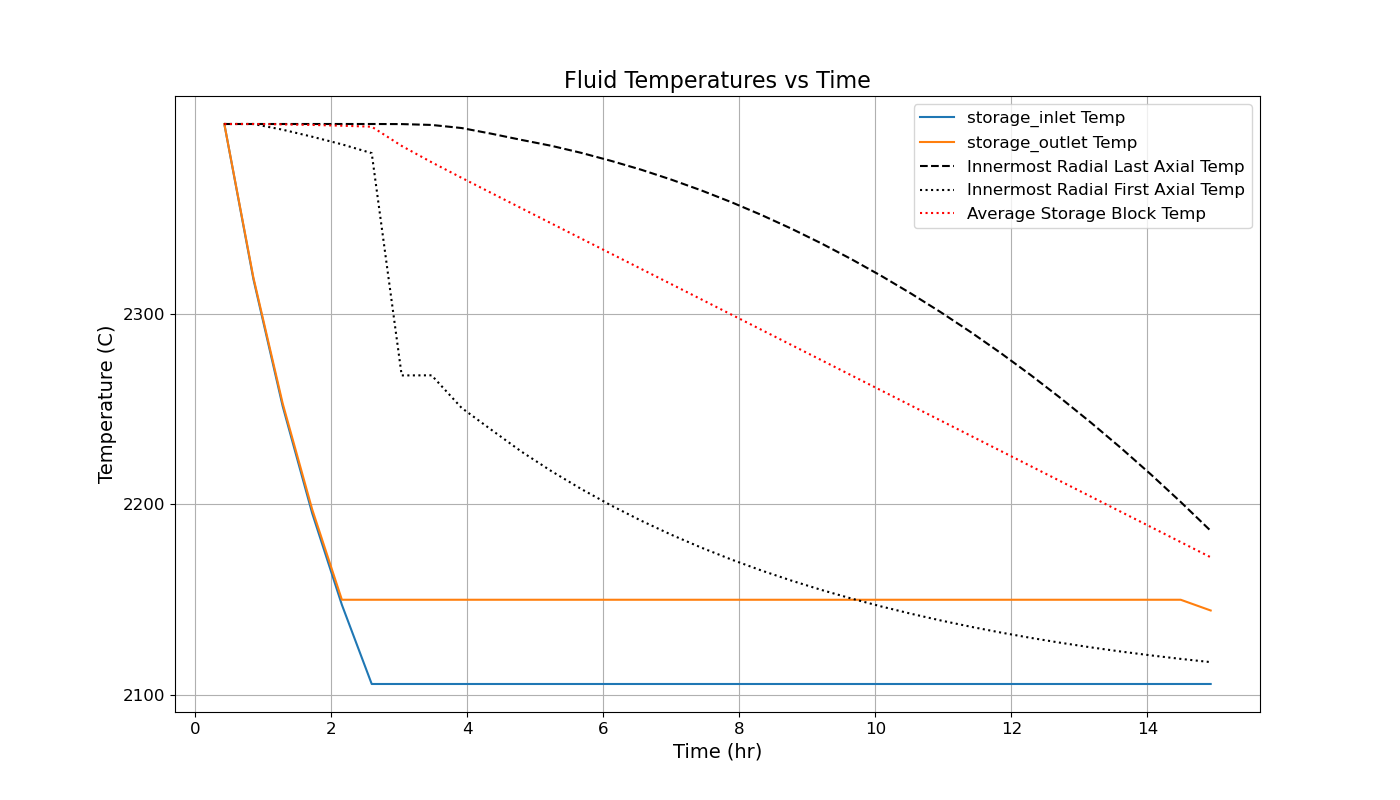 Fluid Temperatures vs Time
storage_inlet Temp
storage_outlet Temp
Innermost Radial Last Axial Temp
Innermost Radial First Axial Temp
Average Storage Block Temp
Temperature (C)
2300
2200
2100
0 2 4 6 8 10 12 14
Time (hr)